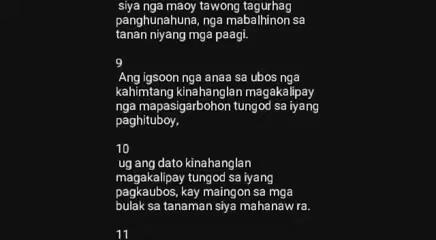 siya nga maoy tawong tagurhag
panghunahuna, nga mabalhinon sa
tanan niyang mga paagi.
9
Ang igsoon nga anaa sa ubos nga
kahimtang kinahanglan magakalipay
nga mapasigarbohon tungod sa iyang
paghituboy,
10
ug ang dato kinahanglan
magakalipay tungod sa iyang
pagkaubos, kay maingon sa mga
bulak sa tanaman siya mahanaw ra.
11